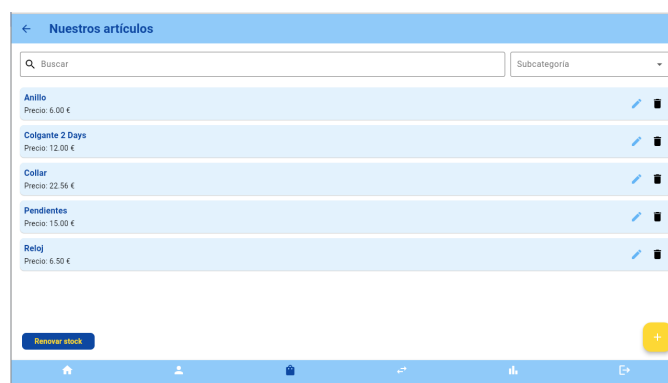 Nuestros artículos
Buscar
Subcategoría
Anillo
Precio: 6.00 €
Colgante 2 Days
Precio: 12.00 €
Collar
Precio: 22.56 €
Pendientes
Precio: 15.00 €
Reloj
Precio: 6.50 €
Renovar stock